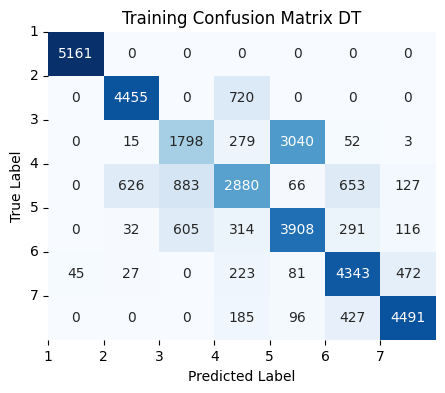 Training Confusion Matrix DT
1
5161 0 0 0 0 0 0
2
0 4455 0 720 0 0 0
3
0 15 1798 279 3040 52 3
4
0 626 883 2880 66 653 127
5
0 32 605 314 3908 291 116
6
45 27 0 223 81 4343 472
7
0 0 0 185 96 427 4491
True Label
1 2 3 4 5 6 7
Predicted Label